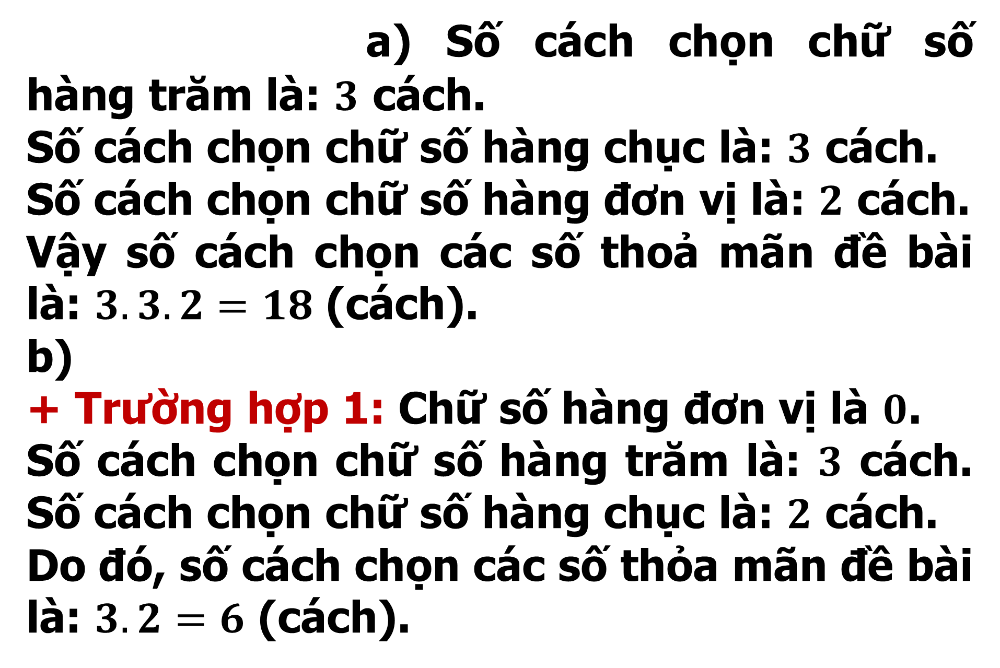 a) Số cách chọn chữ số
hàng trăm là: 3 cách.
Số cách chọn chữ số hàng chục là: 3 cách.
Số cách chọn chữ số hàng đơn vị là: 2 cách.
Vậy số cách chọn các số thoả mãn đề bài
là: 3.3.2 = 18 (cách).
b)
+ Trường hợp 1: Chữ số hàng đơn vị là 0.
Số cách chọn chữ số hàng trăm là: 3 cách.
Số cách chọn chữ số hàng chục là: 2 cách.
Do đó, số cách chọn các số thỏa mãn đề bài
là: 3.2 = 6 (cách).